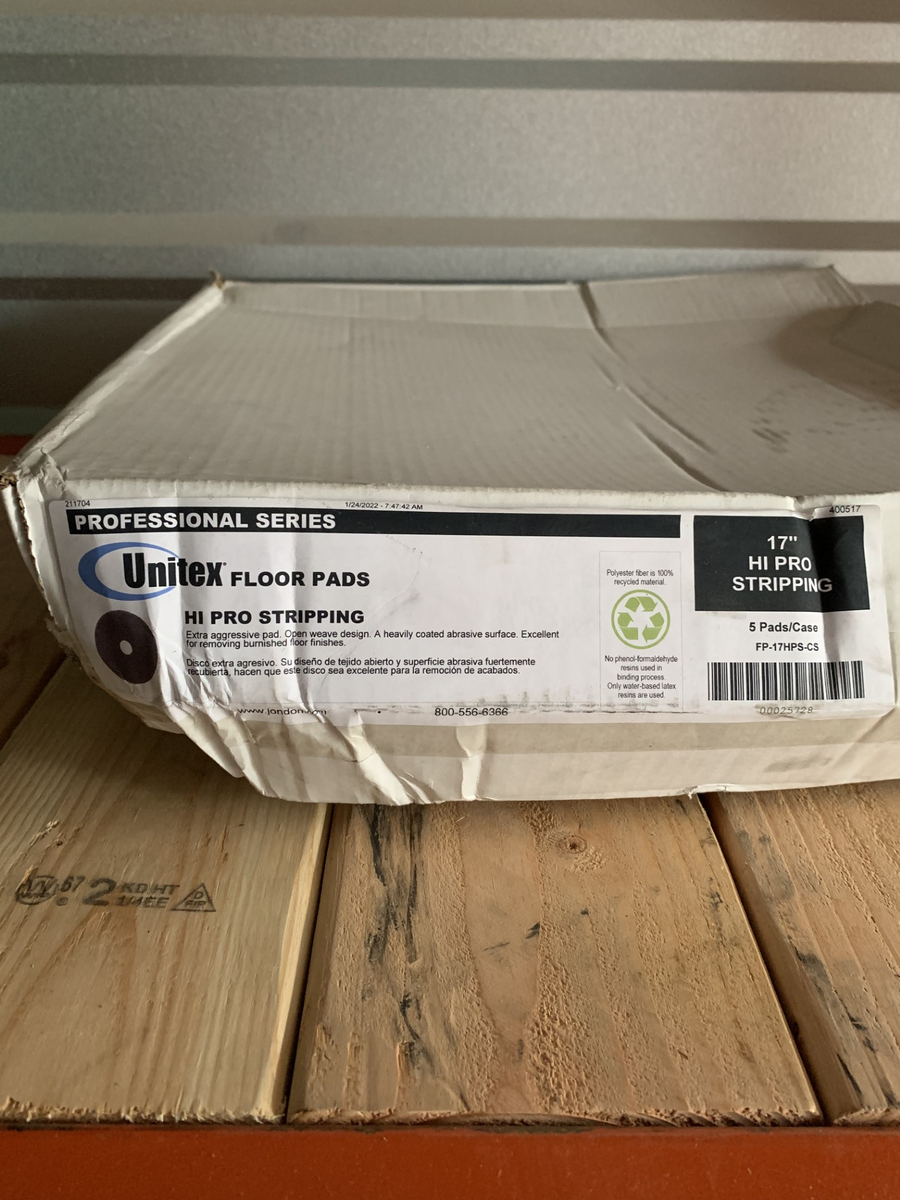 211704
1/24/2022 - 7:47:42 AM
400517
PROFESSIONAL SERIES
Unitex FLOOR PADS
HI PRO STRIPPING
Extra aggressive pad. Open weave design. A heavily coated abrasive surface. Excellent
for removing burnished floor finishes.
Disco extra agresivo. Su diseño de tejido abierto y superficie abrasiva fuertemente
recubierta, hacen que este disco sea excelente para la remoción de acabados.
800-556-6366
Polyester fiber is 100%
recycled material.
No phenol-formaldehyde
resins used in
binding process.
Only water-based latex
resins are used.
17"
HI PRO
STRIPPING
5 Pads/Case
FP-17HPS-CS
00025728
67 2 KD HT